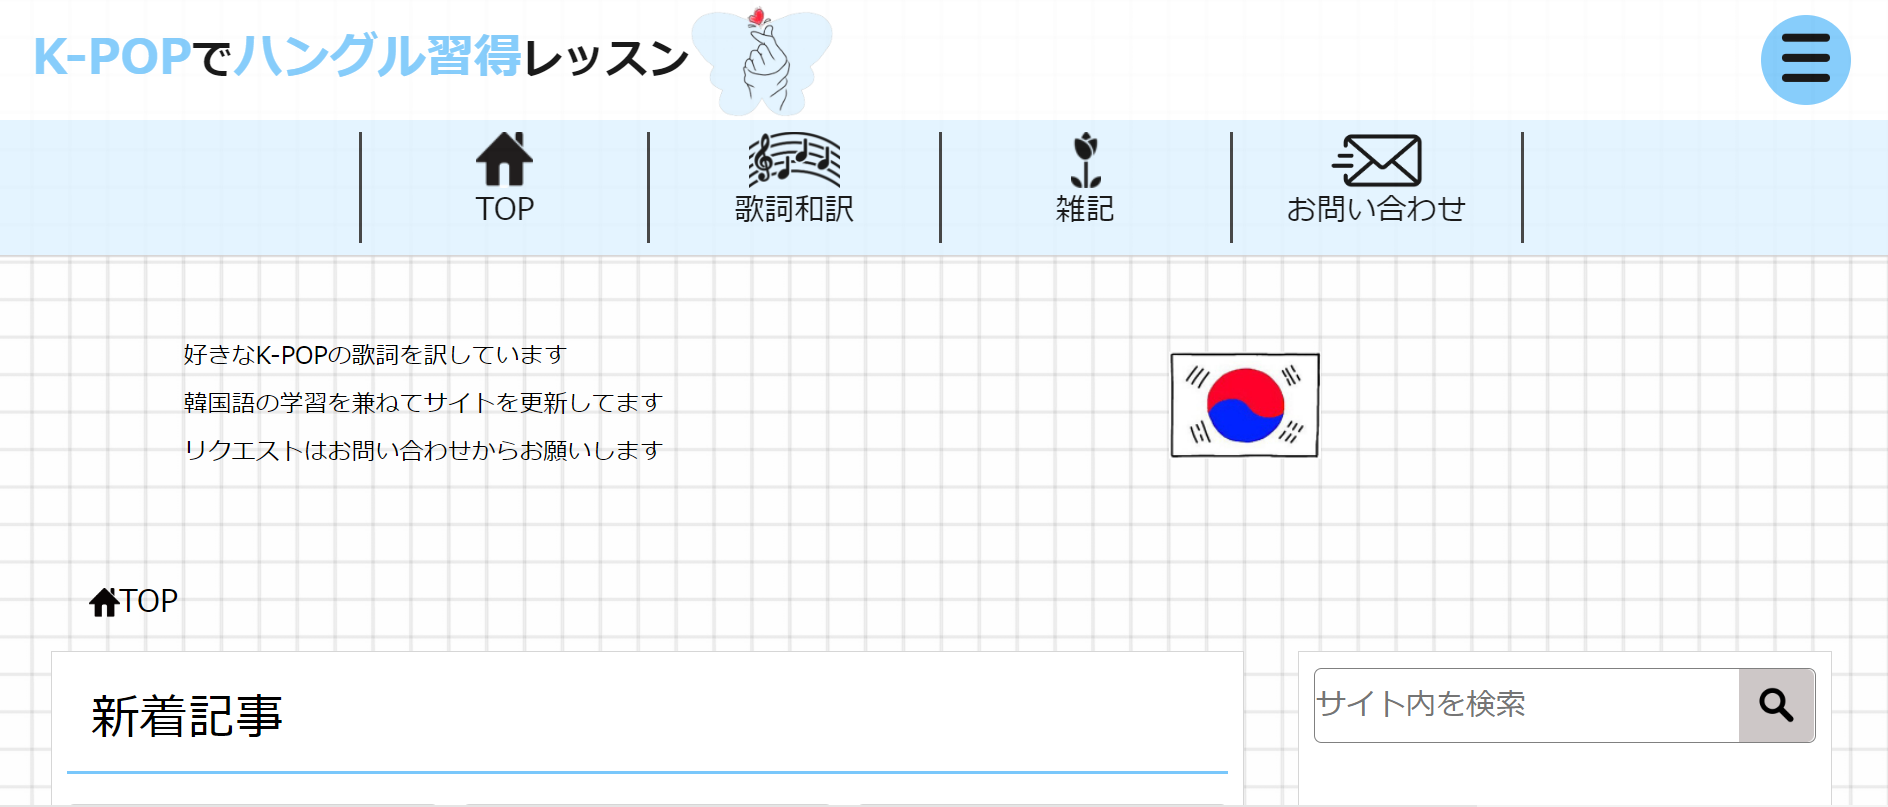 K-POPでハングル習得レッスン
TOP
歌詞和訳
雑記
お問い合わせ
好きなK-POPの歌詞を訳しています
韓国語の学習を兼ねてサイトを更新してます
リクエストはお問い合わせからお願いします
TOP
新着記事
サイト内を検索